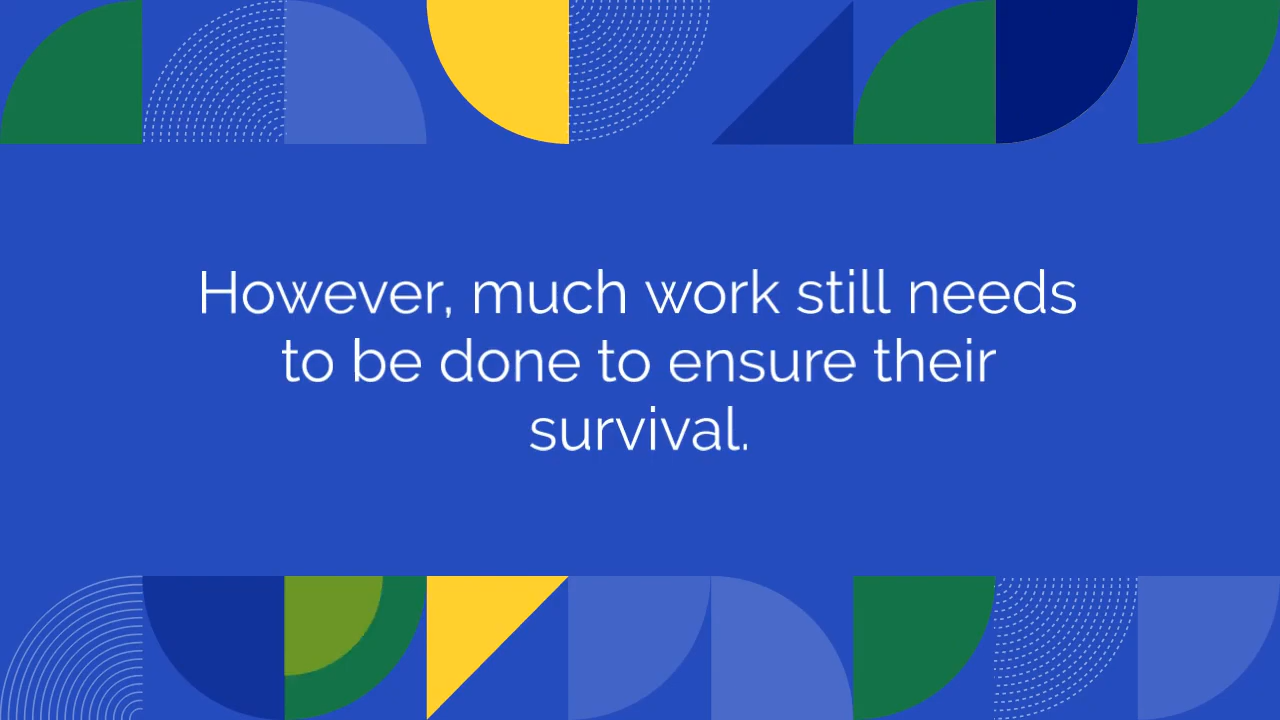 However, much work still needs
to be done to ensure their
survival.